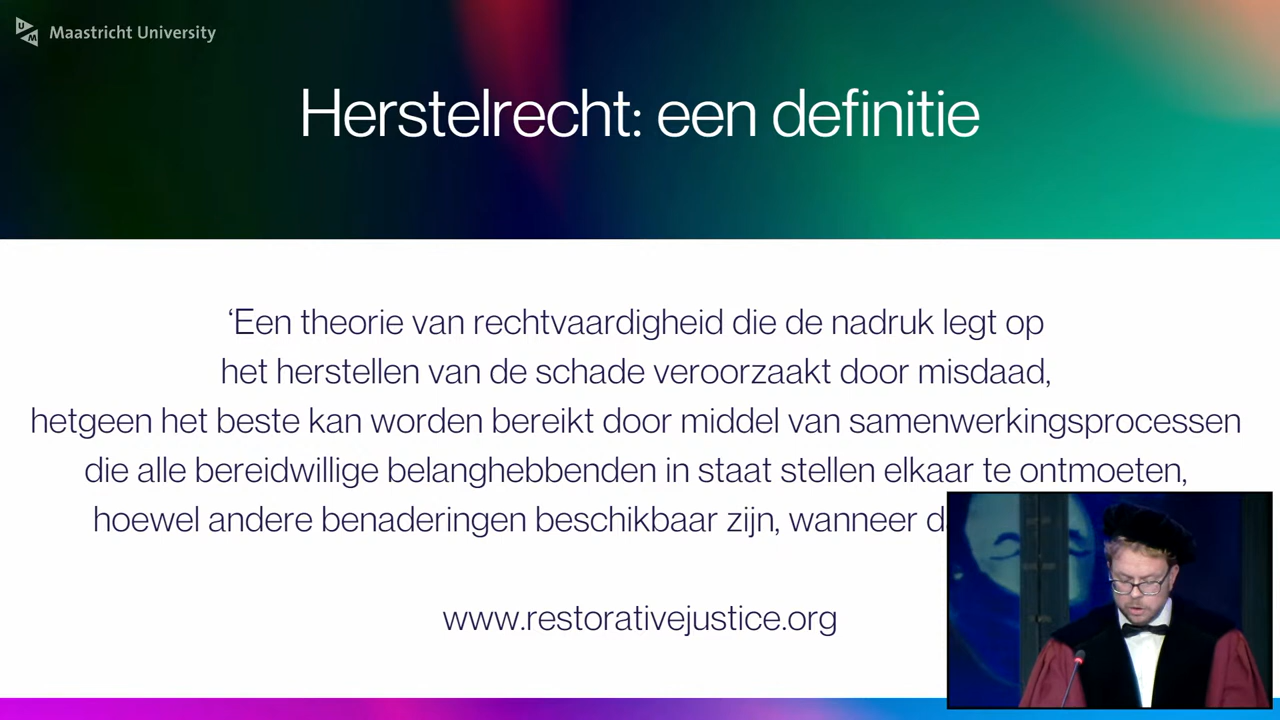 UM
Maastricht University
Herstelrecht: een definitie
‘Een theorie van rechtvaardigheid die de nadruk legt op
het herstellen van de schade veroorzaakt door misdaad,
hetgeen het beste kan worden bereikt door middel van samenwerkingsprocessen
die alle bereidwillige belanghebbenden in staat stellen elkaar te ontmoeten,
hoewel andere benaderingen beschikbaar zijn, wanneer
www.restorativejustice.org